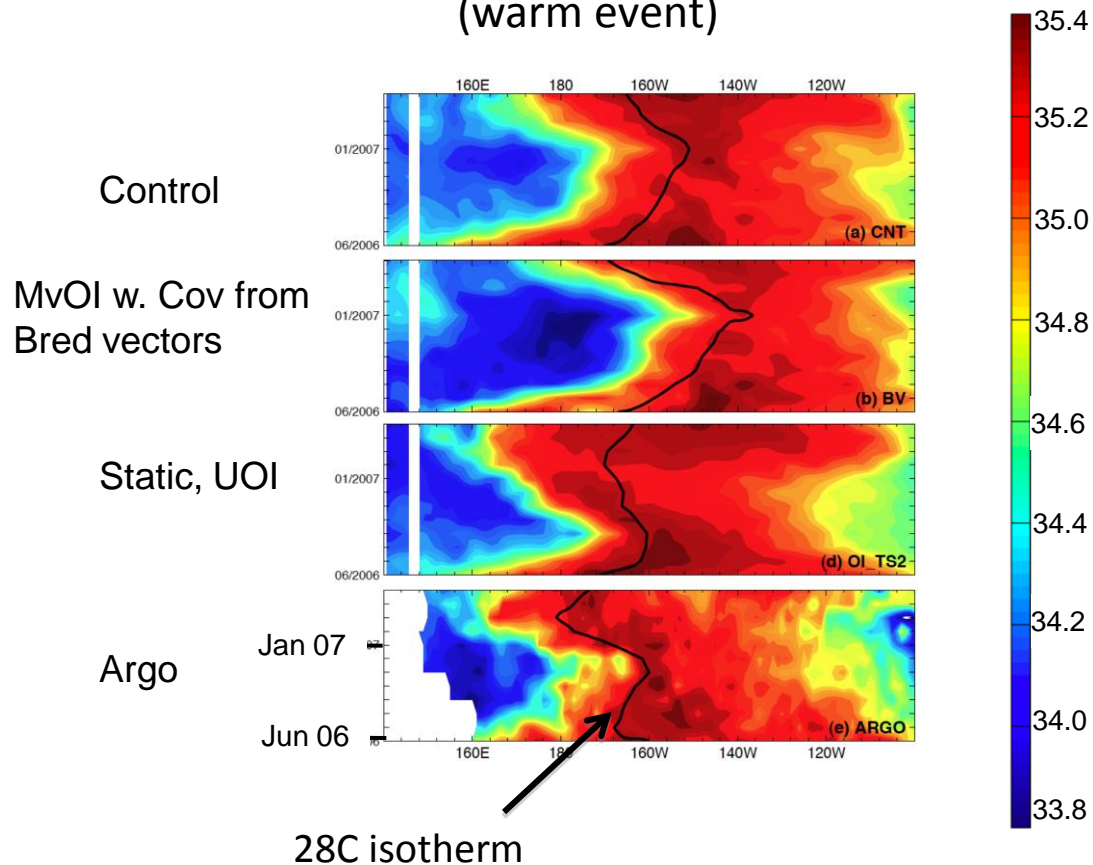 (warm event)
160E 180 160W 140W 120W
Control
01/2007
06/2006
(a) CNT
MvOI w. Cov from
Bred vectors
01/2007
06/2006
(b) BV
Static, UOI
01/2007
06/2006
(d) OI_TS2
Argo
Jan 07
Jun 06
(e) ARGO
160E 180 160W 140W 120W
28C isotherm
35.4
35.2
35.0
34.8
34.6
34.4
34.2
34.0
33.8